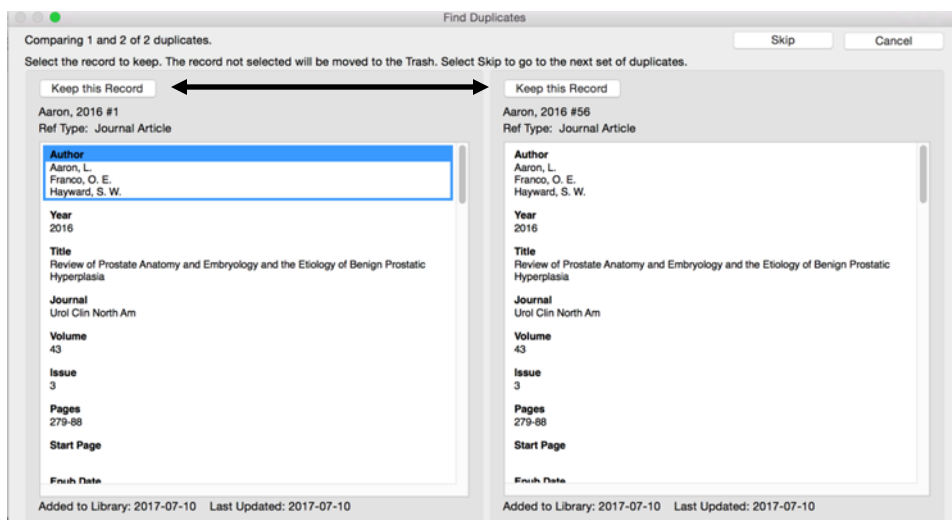 Find Duplicates
Comparing 1 and 2 of 2 duplicates.
Skip
Cancel
Select the record to keep. The record not selected will be moved to the Trash. Select Skip to go to the next set of duplicates.
Keep this Record
Aaron, 2016 #1
Ref Type: Journal Article
Author
Aaron, L.
Franco, O. E.
Hayward, S. W.
Year
2016
Title
Review of Prostate Anatomy and Embryology and the Etiology of Benign Prostatic
Hyperplasia
Journal
Urol Clin North Am
Volume
43
Issue
3
Pages
279-88
Start Page
Epub Date
Added to Library: 2017-07-10 Last Updated: 2017-07-10
Keep this Record
Aaron, 2016 #56
Ref Type: Journal Article
Author
Aaron, L.
Franco, O. E.
Hayward, S. W.
Year
2016
Title
Review of Prostate Anatomy and Embryology and the Etiology of Benign Prostatic
Hyperplasia
Journal
Urol Clin North Am
Volume
43
Issue
3
Pages
279-88
Start Page
Epub Date
Added to Library: 2017-07-10 Last Updated: 2017-07-10